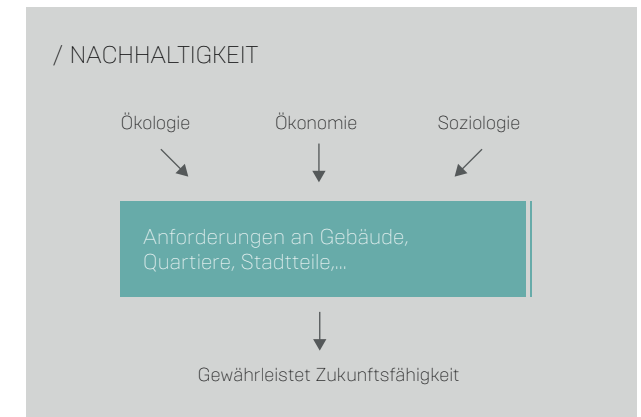 / NACHHALTIGKEIT
Ökologie Ökonomie Soziologie
Anforderungen an Gebäude,
Quartiere, Stadtteile,...
Gewährleistet Zukunftsfähigkeit